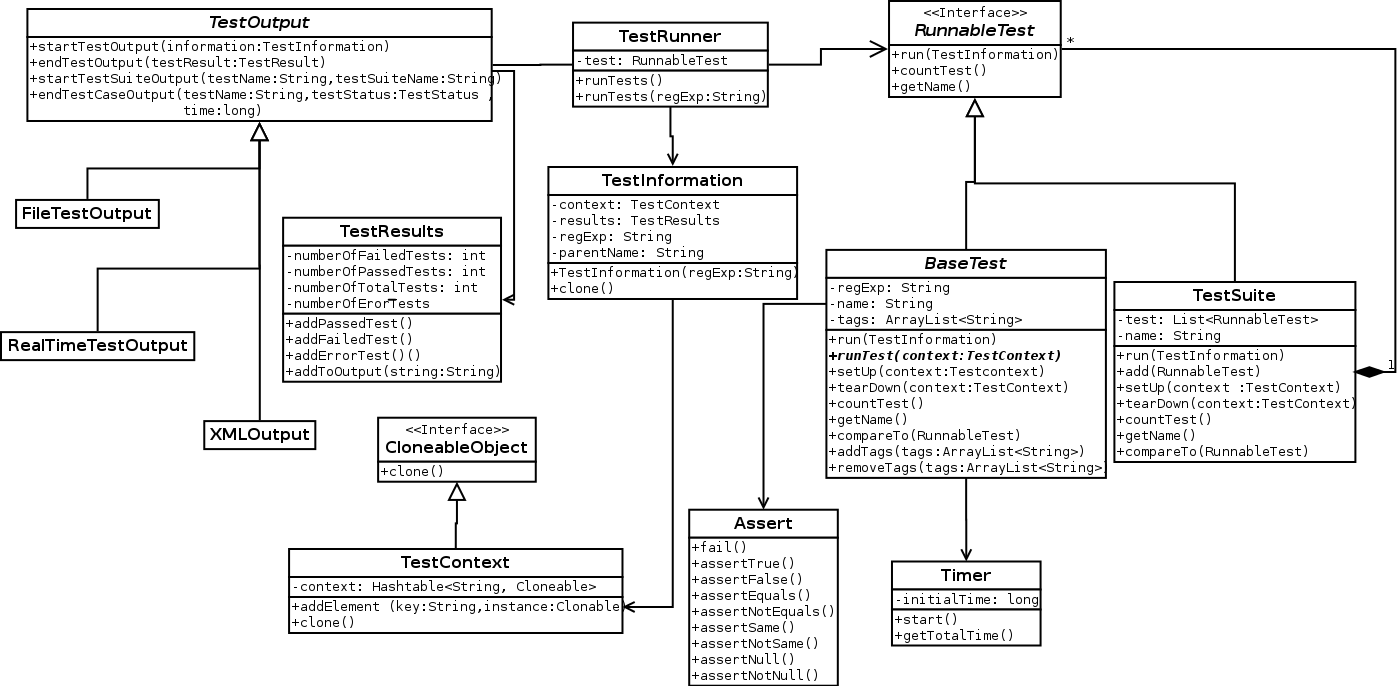 TestOutput
+startTestOutput(information:TestInformation)
+endTestOutput(testResult:TestResult)
+startTestSuiteOutput(testName:String,testSuiteName:String)
+endTestCaseOutput(testName:String,testStatus:TestStatus ,
time:long)
TestRunner
-test: RunnableTest
+runTests()
+runTests(regExp:String)
<<Interface>>
RunnableTest
+run(TestInformation)
+countTest()
+getName()
*
FileTestOutput
RealTimeTestOutput
XMLOutput
TestResults
-numberOfFailedTests: int
-numberOfPassedTests: int
-numberOfTotalTests: int
-numberOfErorTests
+addPassedTest()
+addFailedTest()
+addErrorTest()()
+addToOutput(string:String)
TestInformation
-context: TestContext
-results: TestResults
-regExp: String
-parentName: String
+TestInformation(regExp:String)
+clone()
BaseTest
-regExp: String
-name: String
-tags: ArrayList<String>
+run(TestInformation)
+runTest(context:TestContext)
+setUp(context:Testcontext)
+tearDown(context:TestContext)
+countTest()
+getName()
+compareTo(RunnableTest)
+addTags(tags:ArrayList<String>)
+removeTags(tags:ArrayList<String>)
TestSuite
-test: List<RunnableTest>
-name: String
+run(TestInformation)
+add(RunnableTest)
+setUp(context :TestContext)
+tearDown(context:TestContext)
+countTest()
+getName()
+compareTo(RunnableTest)
1
<<Interface>>
CloneableObject
+clone()
TestContext
-context: Hashtable<String, Cloneable>
+addElement (key:String,instance:Clonable)
+clone()
Assert
+fail()
+assertTrue()
+assertFalse()
+assertEquals()
+assertNotEquals()
+assertSame()
+assertNotSame()
+assertNull()
+assertNotNull()
Timer
-initialTime: long
+start()
+getTotalTime()